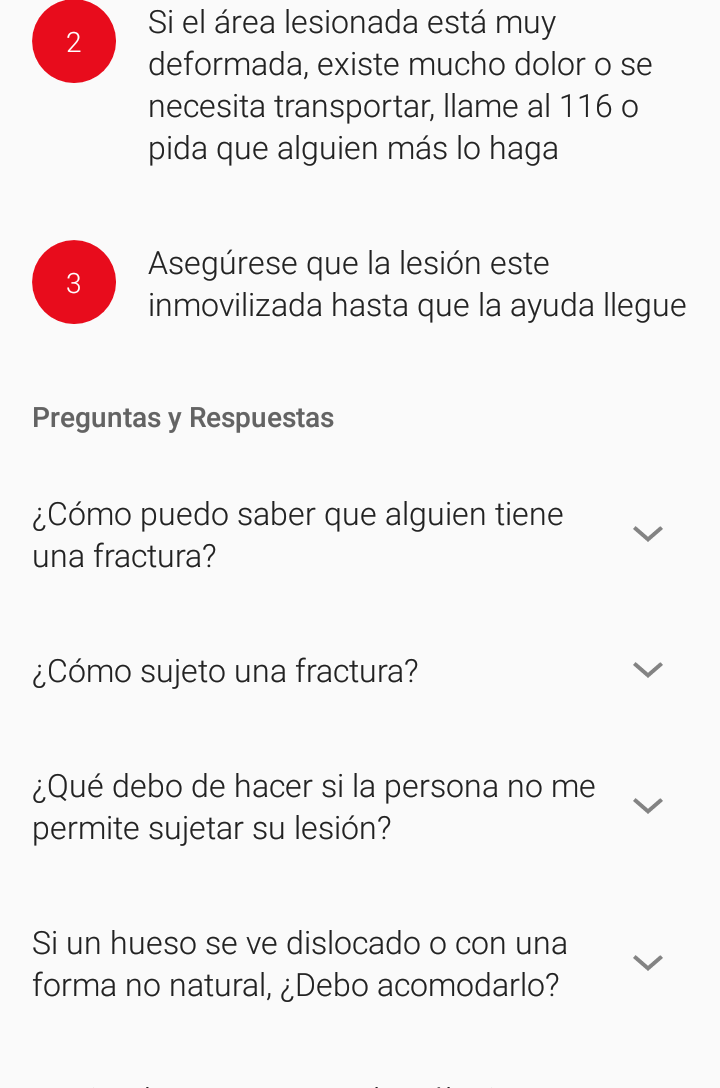 2
Si el área lesionada está muy
deformada, existe mucho dolor o se
necesita transportar, llame al 116 o
pida que alguien más lo haga
3
Asegúrese que la lesión este
inmovilizada hasta que la ayuda llegue
Preguntas y Respuestas
¿Cómo puedo saber que alguien tiene
una fractura?
¿Cómo sujeto una fractura?
¿Qué debo de hacer si la persona no me
permite sujetar su lesión?
Si un hueso se ve dislocado o con una
forma no natural, ¿Debo acomodarlo?